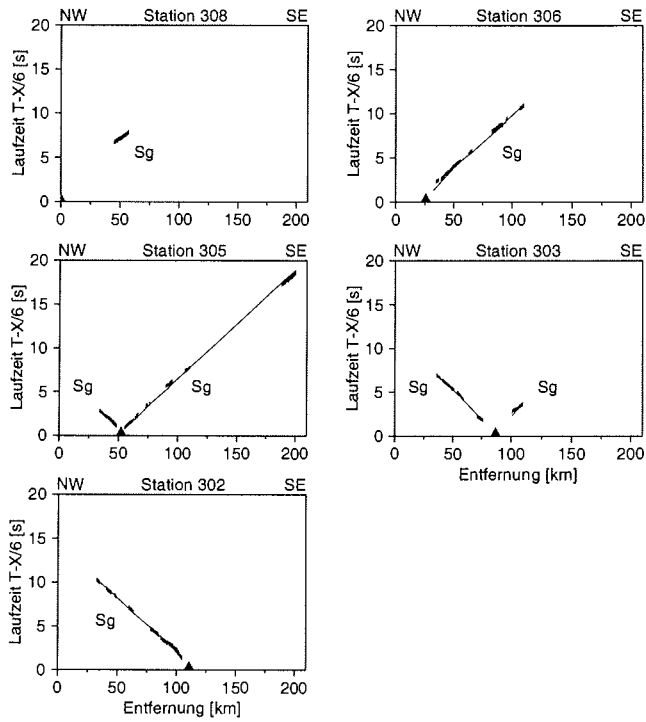 NW Station 308 SE
Laufzeit T-X/6 [s]
20
15
10
5
0
Sg
0 50 100 150 200
NW Station 306 SE
Laufzeit T-X/6 [s]
20
15
10
5
0
Sg
0 50 100 150 200
NW Station 305 SE
Laufzeit T-X/6 [s]
20
15
10
5
0
Sg Sg
0 50 100 150 200
NW Station 303 SE
Laufzeit T-X/6 [s]
20
15
10
5
0
Sg Sg
0 50 100 150 200
Entfernung [km]
NW Station 302 SE
Laufzeit T-X/6 [s]
20
15
10
5
0
Sg
0 50 100 150 200
Entfernung [km]